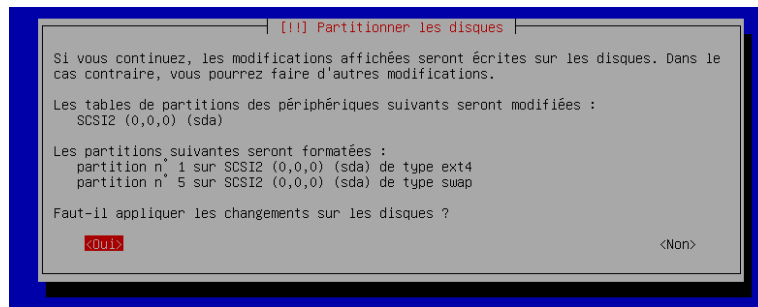 [!!] Partitionner les disques
Si vous continuez, les modifications affichées seront écrites sur les disques. Dans le
cas contraire, vous pourrez faire d'autres modifications.
Les tables de partitions des périphériques suivants seront modifiées :
SCSI2 (0,0,0) (sda)
Les partitions suivantes seront formatées :
partition n° 1 sur SCSI2 (0,0,0) (sda) de type ext4
partition n° 5 sur SCSI2 (0,0,0) (sda) de type swap
Faut-il appliquer les changements sur les disques ?
<Oui> <Non>